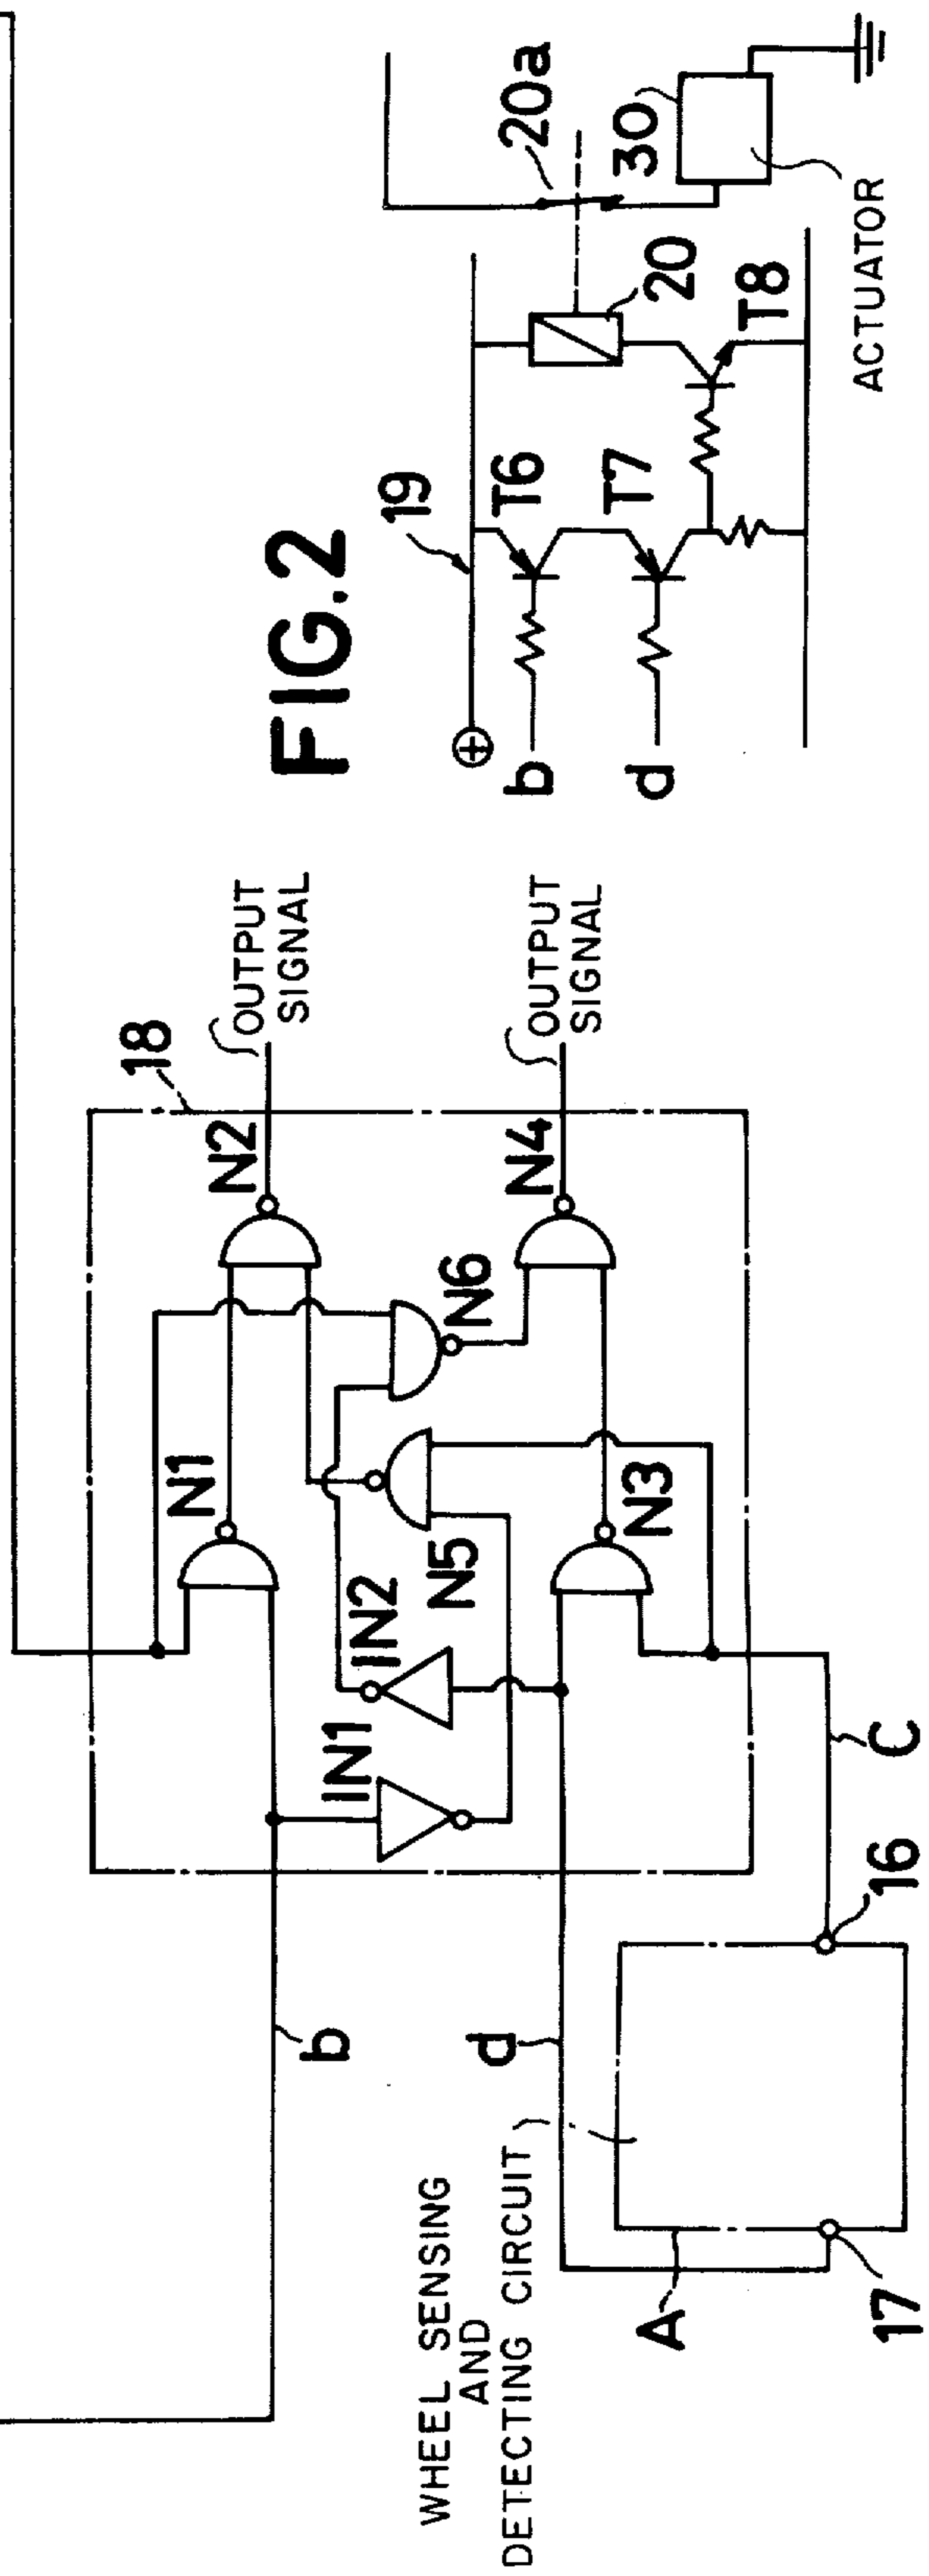 FIG.2
19
T6
T7
20
20a
30
T8
ACTUATOR
b
d
18
OUTPUT
SIGNAL
OUTPUT
SIGNAL
N1
N2
N6
N4
IN2
N5
N3
IN1
b
d
C
16
WHEEL SENSING
AND
DETECTING CIRCUIT
A
17